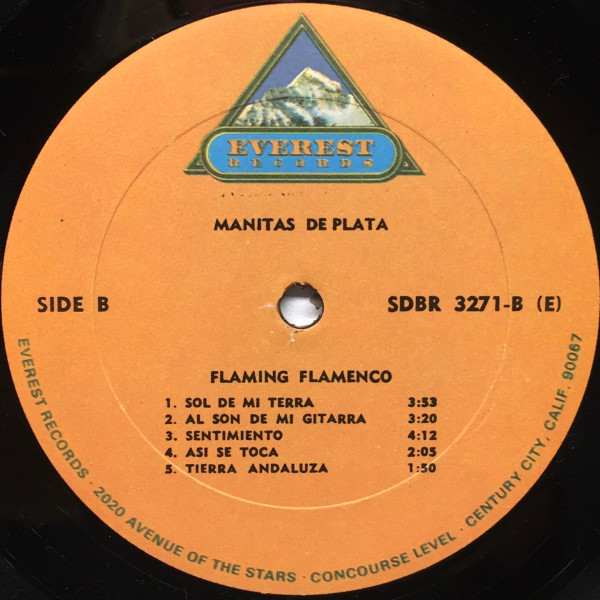 EVEREST
RECORDS
MANITAS DE PLATA
SIDE B
SDBR 3271-B (E)
FLAMING FLAMENCO
1. SOL DE MI TERRA 3:53
2. AL SON DE MI GITARRA 3:20
3. SENTIMIENTO 4:12
4. ASI SE TOCA 2:05
5. TIERRA ANDALUZA 1:50
EVEREST RECORDS · 2020 AVENUE OF THE STARS · CONCOURSE LEVEL · CENTURY CITY, CALIF. 90067